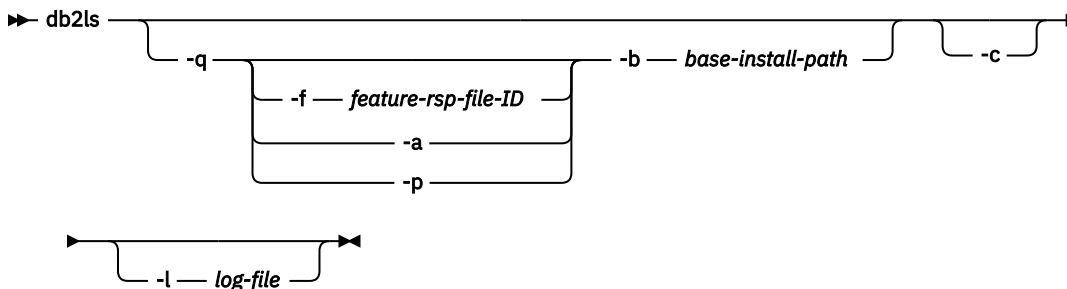 db2ls
-q -b base-install-path -c
-f feature-rsp-file-ID
-a
-p
-l log-file